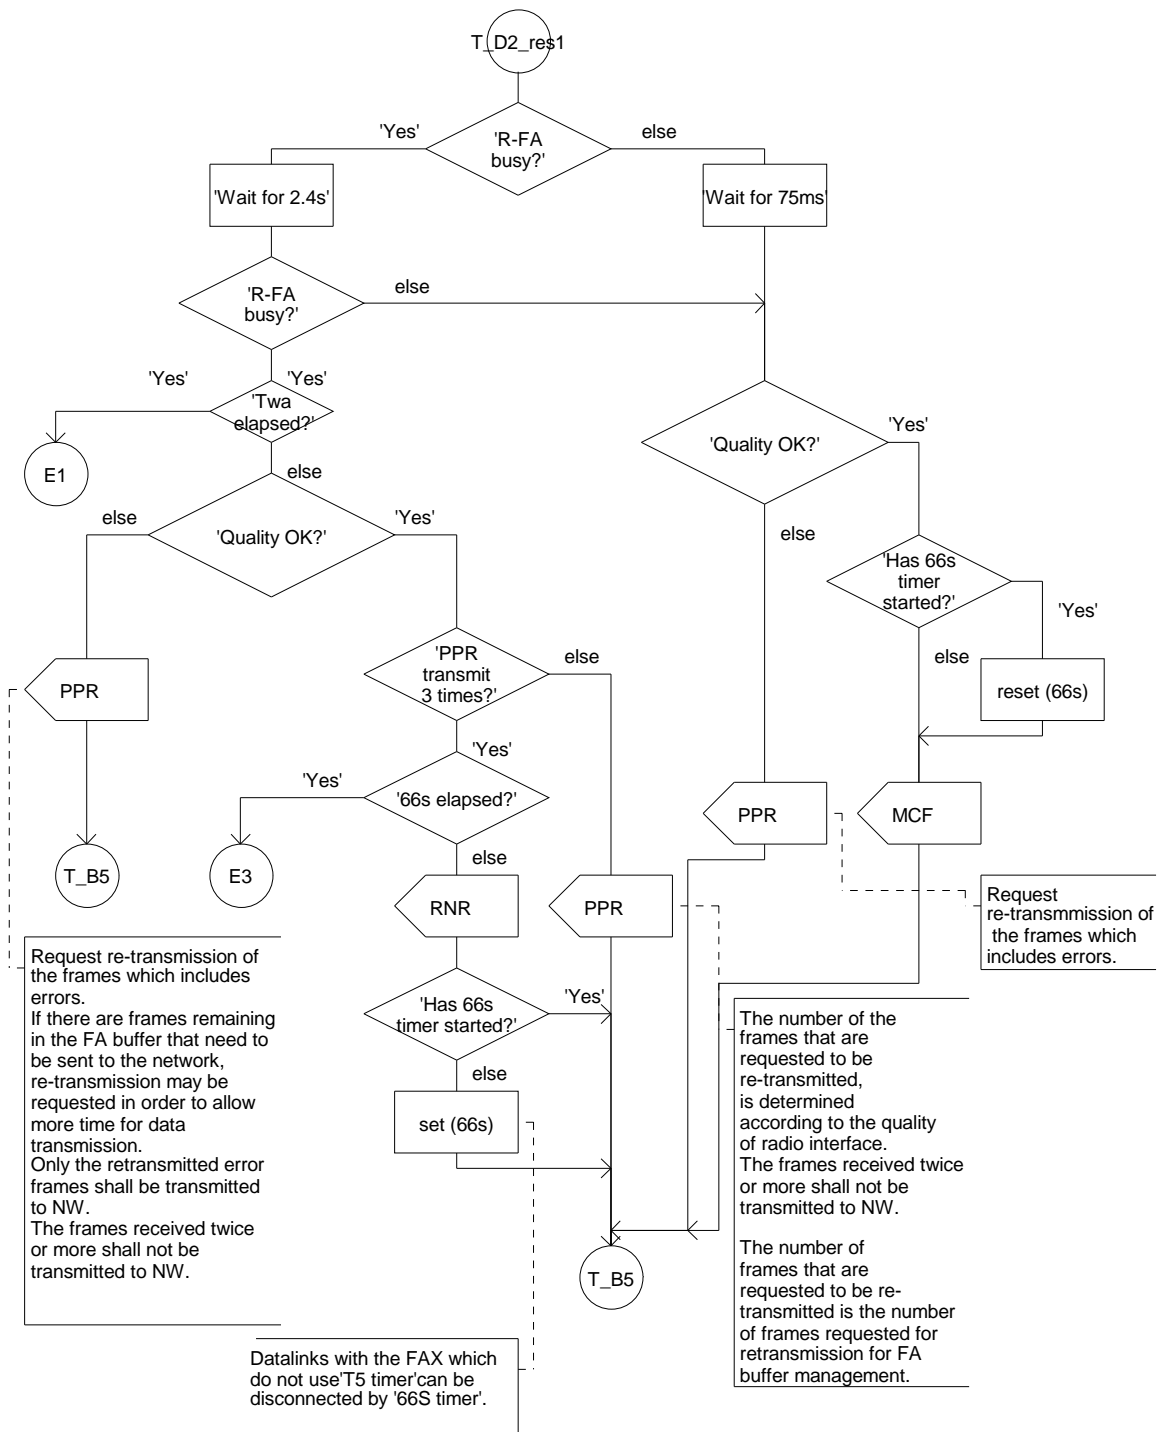 T_D2_res1
'Yes'
'R-FA
busy?'
else
'Wait for 2.4s'
'Wait for 75ms'
'R-FA
busy?'
else
'Yes'
'Yes'
'Twa
elapsed?'
E1
else
'Quality OK?'
'Yes'
else
'Quality OK?'
'Yes'
else
'Has 66s
timer
started?'
'Yes'
'PPR
transmit
3 times?'
else
else
PPR
reset (66s)
'Yes'
'Yes'
'66s elapsed?'
PPR
MCF
else
T_B5
E3
RNR
PPR
Request
re-transmmission of
the frames which
includes errors.
Request re-transmission of
the frames which includes
errors.
If there are frames remaining
in the FA buffer that need to
be sent to the network,
re-transmission may be
requested in order to allow
more time for data
transmission.
Only the retransmitted error
frames shall be transmitted
to NW.
The frames received twice
or more shall not be
transmitted to NW.
'Has 66s
timer started?'
'Yes'
else
set (66s)
The number of the
frames that are
requested to be
re-transmitted,
is determined
according to the quality
of radio interface.
The frames received twice
or more shall not be
transmitted to NW.
The number of
frames that are
requested to be re-
transmitted is the number
of frames requested for
retransmission for FA
buffer management.
T_B5
Datalinks with the FAX which
do not use'T5 timer'can be
disconnected by '66S timer'.